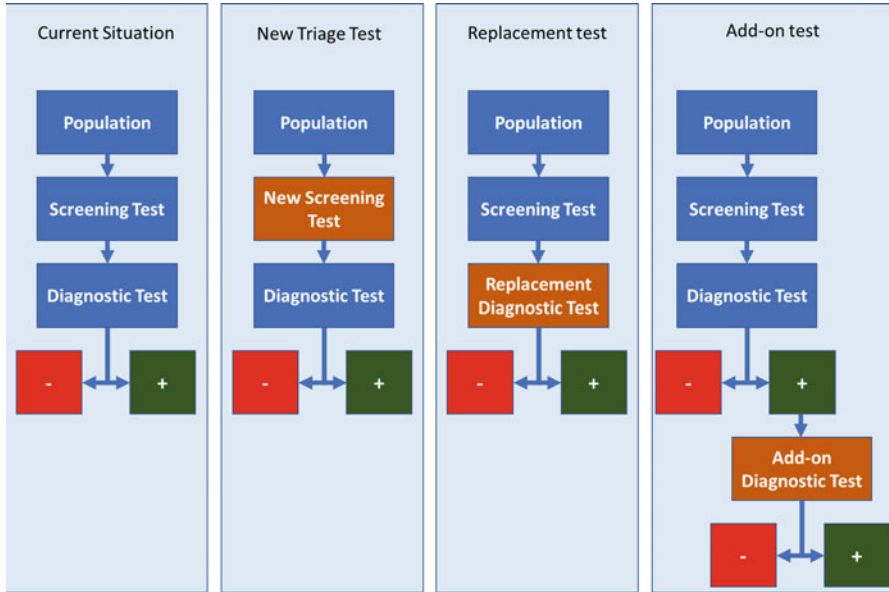 Current Situation
Population
Screening Test
Diagnostic Test
-
+
New Triage Test
Population
New Screening
Test
Diagnostic Test
-
+
Replacement test
Population
Screening Test
Replacement
Diagnostic Test
-
+
Add-on test
Population
Screening Test
Diagnostic Test
-
+
Add-on
Diagnostic Test
-
+